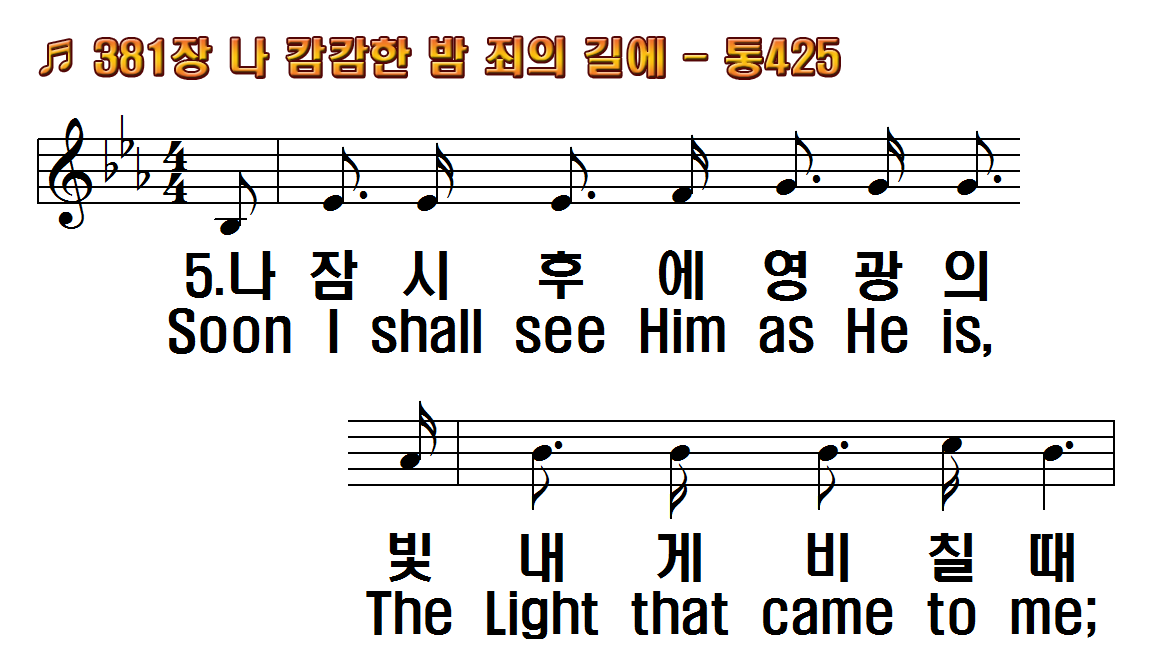 ♬ 381장 나 캄캄한 밤 죄의 길에 - 통425
5.나 잠 시 후 에 영 광 의
Soon I shall see Him as He is,
빛 내 게 비 칠 때
The Light that came to me;